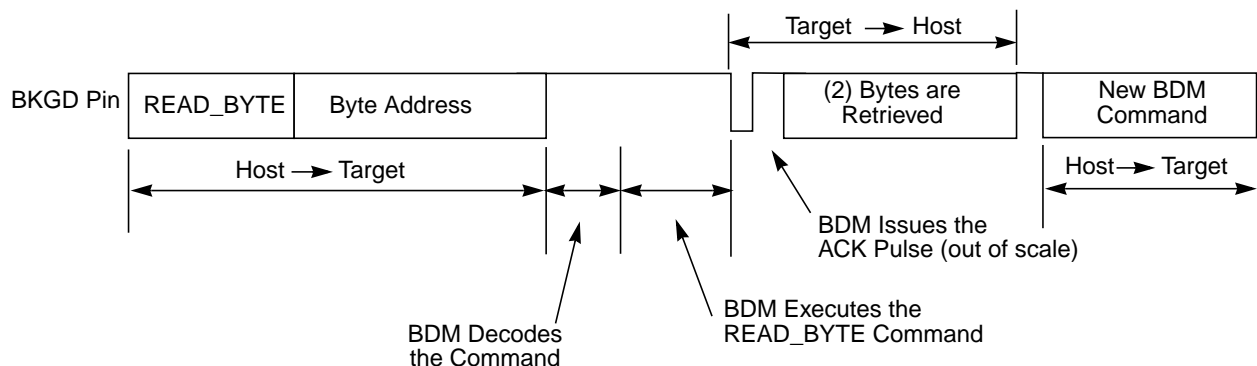 Target → Host
BKGD Pin
READ_BYTE
Byte Address
(2) Bytes are
Retrieved
New BDM
Command
Host → Target
Host → Target
BDM Issues the
ACK Pulse (out of scale)
BDM Decodes
the Command
BDM Executes the
READ_BYTE Command